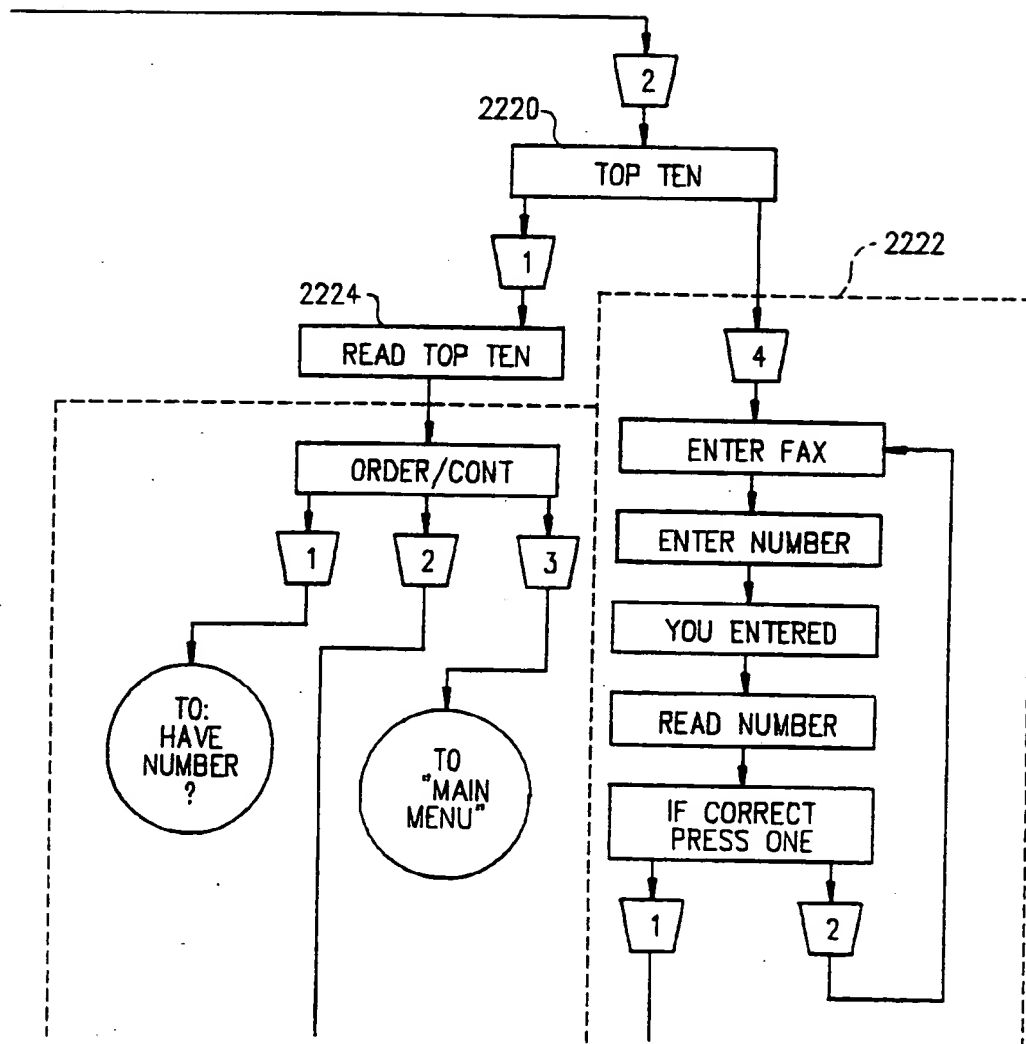 2
2220
TOP TEN
1
2222
2224
READ TOP TEN
4
ORDER/CONT
ENTER FAX
1
2
3
ENTER NUMBER
YOU ENTERED
TO:
HAVE
NUMBER
?
READ NUMBER
TO
"MAIN
MENU"
IF CORRECT
PRESS ONE
1
2